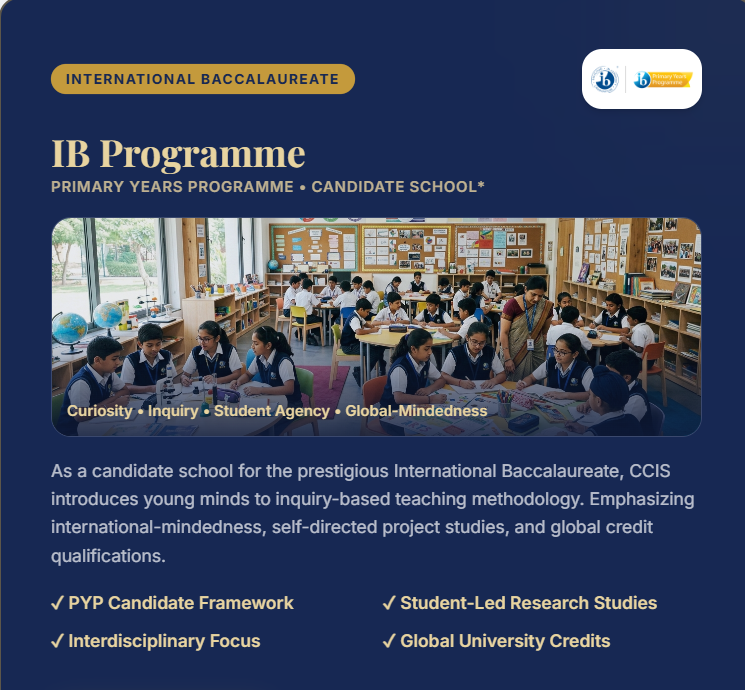 INTERNATIONAL BACCALAUREATE
Primary Years
Programme
IB Programme
PRIMARY YEARS PROGRAMME • CANDIDATE SCHOOL*
Curiosity • Inquiry • Student Agency • Global-Mindedness
As a candidate school for the prestigious International Baccalaureate, CCIS
introduces young minds to inquiry-based teaching methodology. Emphasizing
international-mindedness, self-directed project studies, and global credit
qualifications.
✓ PYP Candidate Framework
✓ Student-Led Research Studies
✓ Interdisciplinary Focus
✓ Global University Credits